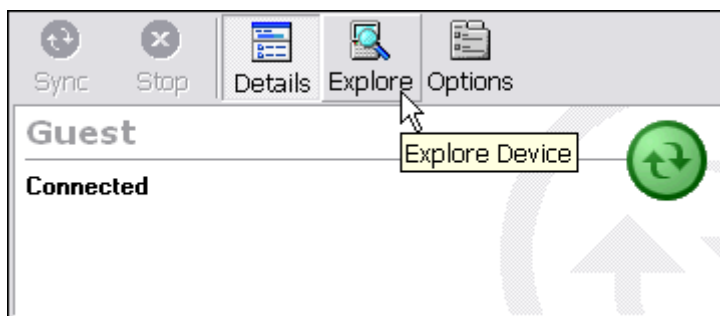 Sync Stop Details Explore Options
Guest
Explore Device
Connected